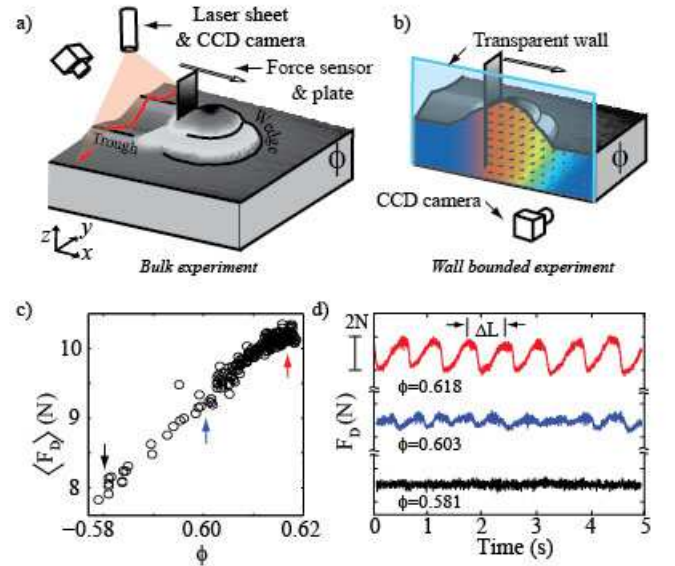 a)
Laser sheet
& CCD camera
Force sensor
& plate
Trough
Wedge
ϕ
z
y
x
Bulk experiment
b)
Transparent wall
ϕ
CCD camera
Wall bounded experiment
c)
⟨F_D⟩ (N)
10
9
8
−0.58
0.60
0.62
ϕ
d)
2N
ΔL
F_D (N)
ϕ=0.618
ϕ=0.603
ϕ=0.581
0 1 2 3 4 5
Time (s)